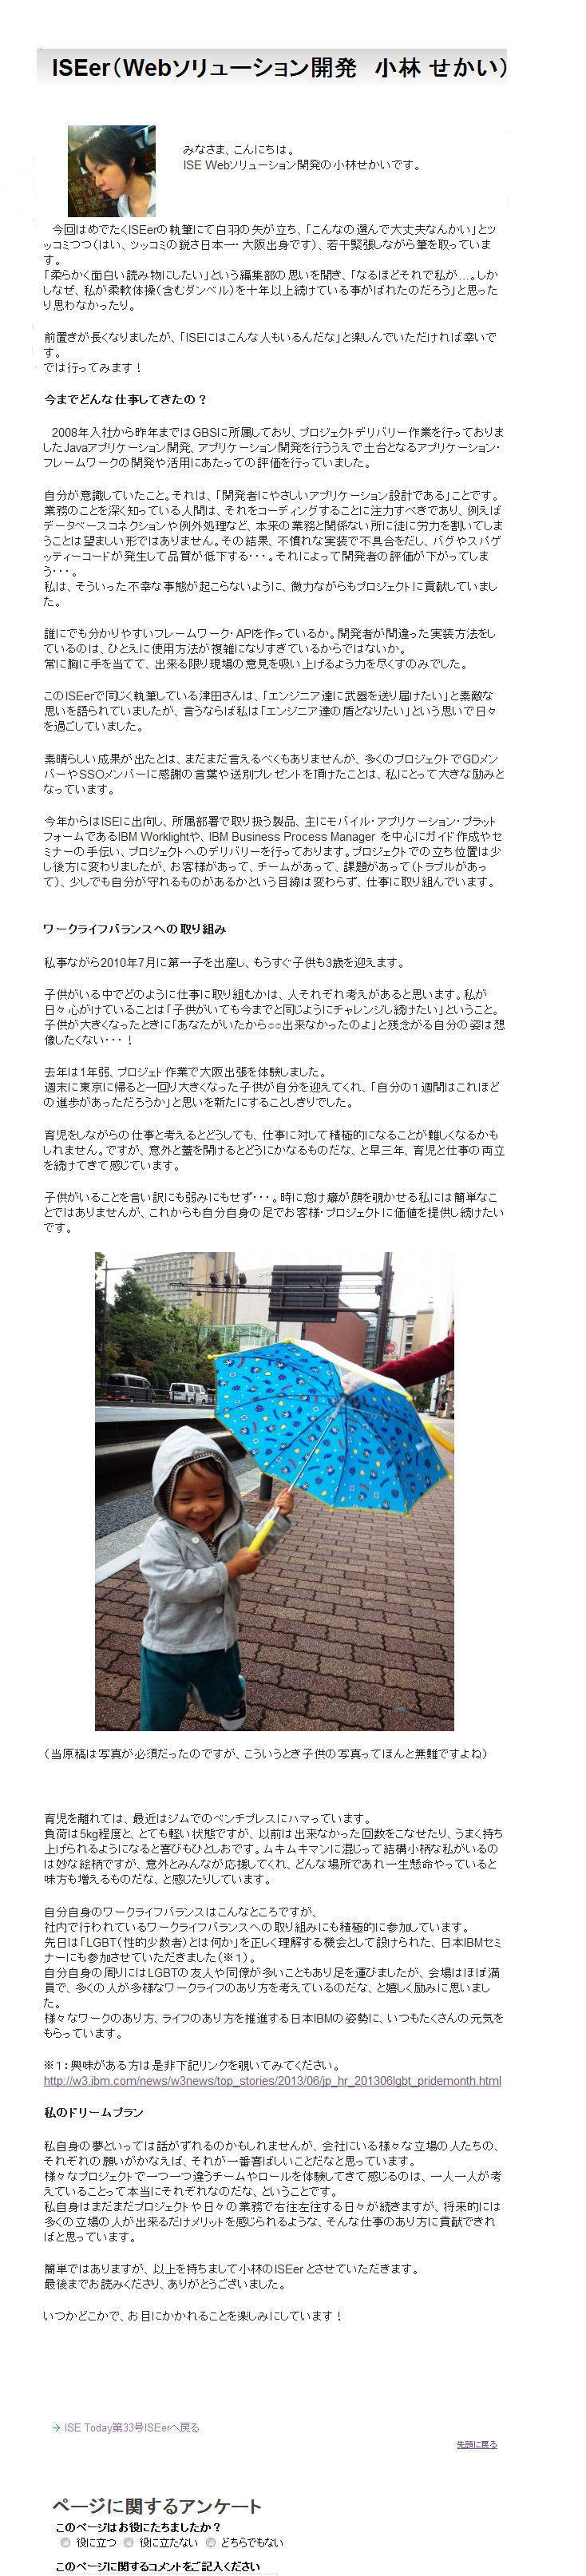 ISEer（Webソリューション開発　小林 せかい）
みなさま、こんにちは。
ISE Webソリューション開発の小林せかいです。
今回はめでたくISEerの執筆にて白羽の矢が立ち、「こんなの選んで大丈夫なんかい」とツ
ッコミつつ（はい、ツッコミの鋭さ日本一・大阪出身です）、若干緊張しながら筆を取っていま
す。
「柔らかく面白い読み物にしたい」という編集部の思いを聞き、「なるほどそれで私が…。しか
しなぜ、私が柔軟体操（含むダンベル）を十年以上続けている事がばれたのだろう」と思った
り思わなかったり。
前置きが長くなりましたが、「ISEにはこんな人もいるんだな」と楽しんでいただければ幸いで
す。
では行ってみます！
今までどんな仕事してきたの？
2008年入社から昨年まではGBSに所属しており、プロジェクトデリバリー作業を行っておりま
したJavaアプリケーション開発、アプリケーション開発を行ううえで土台となるアプリケーション・
フレームワークの開発や活用にあたっての評価を行っていました。
自分が意識していたこと。それは、「開発者にやさしいアプリケーション設計である」ことです。
業務のことを深く知っている人間は、それをコーディングすることに注力すべきであり、例えば
データベースコネクションや例外処理など、本来の業務と関係ない所に徒に労力を割いてしま
うことは望ましい形ではありません。その結果、不慣れな実装で不具合をだし、バグやスパゲ
ッティーコードが発生して品質が低下する・・・。それによって開発者の評価が下がってしま
う・・・。
私は、そういった不幸な事態が起こらないように、微力ながらもプロジェクトに貢献していまし
た。
誰にでも分かりやすいフレームワーク・APIを作っているか。開発者が間違った実装方法をし
ているのは、ひとえに使用方法が複雑になりすぎているからではないか。
常に胸に手を当てて、出来る限り現場の意見を吸い上げるよう力を尽くすのみでした。
このISEerで同じく執筆している津田さんは、「エンジニア達に武器を送り届けたい」と素敵な
思いを語られていましたが、言うならば私は「エンジニア達の盾となりたい」という思いで日々
を過ごしていました。
素晴らしい成果が出たとは、まだまだ言えるべくもありませんが、多くのプロジェクトでGDメン
バーやSSOメンバーに感謝の言葉や送別プレゼントを頂けたことは、私にとって大きな励みと
なっています。
今年からはISEに出向し、所属部署で取り扱う製品、主にモバイル・アプリケーション・プラット
フォームであるIBM Worklightや、IBM Business Process Manager を中心にガイド作成やセ
ミナーの手伝い、プロジェクトへのデリバリーを行っております。プロジェクトでの立ち位置は少
し後方に変わりましたが、お客様があって、チームがあって、課題があって（トラブルがあっ
て）、少しでも自分が守れるものがあるかという目線は変わらず、仕事に取り組んでいます。
ワークライフバランスへの取り組み
私事ながら2010年7月に第一子を出産し、もうすぐ子供も3歳を迎えます。
子供がいる中でどのように仕事に取り組むかは、人それぞれ考えがあると思います。私が
日々心がけていることは「子供がいても今までと同じようにチャレンジし続けたい」ということ。
子供が大きくなったときに「あなたがいたから○○出来なかったのよ」と残念がる自分の姿は想
像したくない・・・！
去年は1年弱、プロジェト作業で大阪出張を体験しました。
週末に東京に帰ると一回り大きくなった子供が自分を迎えてくれ、「自分の１週間はこれほど
の進歩があっただろうか」と思いを新たにすることしきりでした。
育児をしながらの仕事と考えるとどうしても、仕事に対して積極的になることが難しくなるかも
しれません。ですが、意外と蓋を開けるとどうにかなるものだな、と早三年、育児と仕事の両立
を続けてきて感じています。
子供がいることを言い訳にも弱みにもせず・・・。時に怠け癖が顔を覗かせる私には簡単なこ
とではありませんが、これからも自分自身の足でお客様・プロジェクトに価値を提供し続けたい
です。
（当原稿は写真が必須だったのですが、こういうとき子供の写真ってほんと無難ですよね）
育児を離れては、最近はジムでのベンチプレスにハマっています。
負荷は5kg程度と、とても軽い状態ですが、以前は出来なかった回数をこなせたり、うまく持ち
上げられるようになると喜びもひとしおです。ムキムキマンに混じって結構小柄な私がいるの
は妙な絵柄ですが、意外とみんなが応援してくれ、どんな場所であれ一生懸命やっていると
味方も増えるものだな、と感じたりしています。
自分自身のワークライフバランスはこんなところですが、
社内で行われているワークライフバランスへの取り組みにも積極的に参加しています。
先日は「LGBT（性的少数者）とは何か」を正しく理解する機会として設けられた、日本IBMセミ
ナーにも参加させていただきました（※１）。
自分自身の周りにはLGBTの友人や同僚が多いこともあり足を運びましたが、会場はほぼ満
員で、多くの人が多様なワークライフのあり方を考えているのだな、と嬉しく励みに思いまし
た。
様々なワークのあり方、ライフのあり方を推進する日本IBMの姿勢に、いつもたくさんの元気を
もらっています。
※１：興味がある方は是非下記リンクを覗いてみてください。
http://w3.ibm.com/news/w3news/top_stories/2013/06/jp_hr_201306lgbt_pridemonth.html
私のドリームプラン
私自身の夢といっては話がずれるのかもしれませんが、会社にいる様々な立場の人たちの、
それぞれの願いがかなえば、それが一番喜ばしいことだなと思っています。
様々なプロジェクトで一つ一つ違うチームやロールを体験してきて感じるのは、一人一人が考
えていることって本当にそれぞれなのだな、ということです。
私自身はまだまだプロジェクトや日々の業務で右往左往する日々が続きますが、将来的には
多くの立場の人が出来るだけメリットを感じられるような、そんな仕事のあり方に貢献できれ
ばと思っています。
簡単ではありますが、以上を持ちまして小林のISEerとさせていただきます。
最後までお読みくださり、ありがとうございました。
いつかどこかで、お目にかかれることを楽しみにしています！
→ ISE Today第33号ISEerへ戻る
先頭に戻る
ページに関するアンケート
このページはお役にたちましたか？
役に立つ 役に立たない どちらでもない
このページに関するコメントをご記入ください